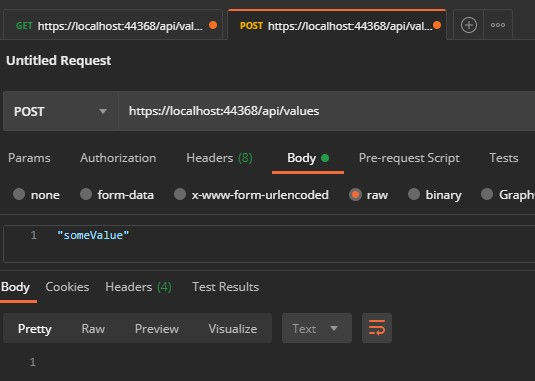 GET https://localhost:44368/api/val... POST https://localhost:44368/api/val...
Untitled Request
POST https://localhost:44368/api/values
Params Authorization Headers (8) Body Pre-request Script Tests
none form-data x-www-form-urlencoded raw binary Graph
1 "someValue"
Body Cookies Headers (4) Test Results
Pretty Raw Preview Visualize Text
1